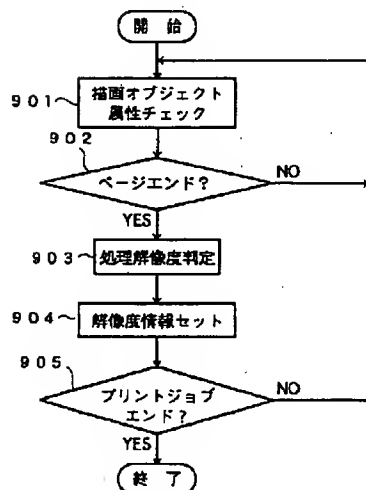 開 始
901
描画オブジェクト
属性チェック
902
ページエンド?
NO
YES
903
処理解像度判定
904
解像度情報セット
905
プリントジョブ
エンド?
NO
YES
終 了